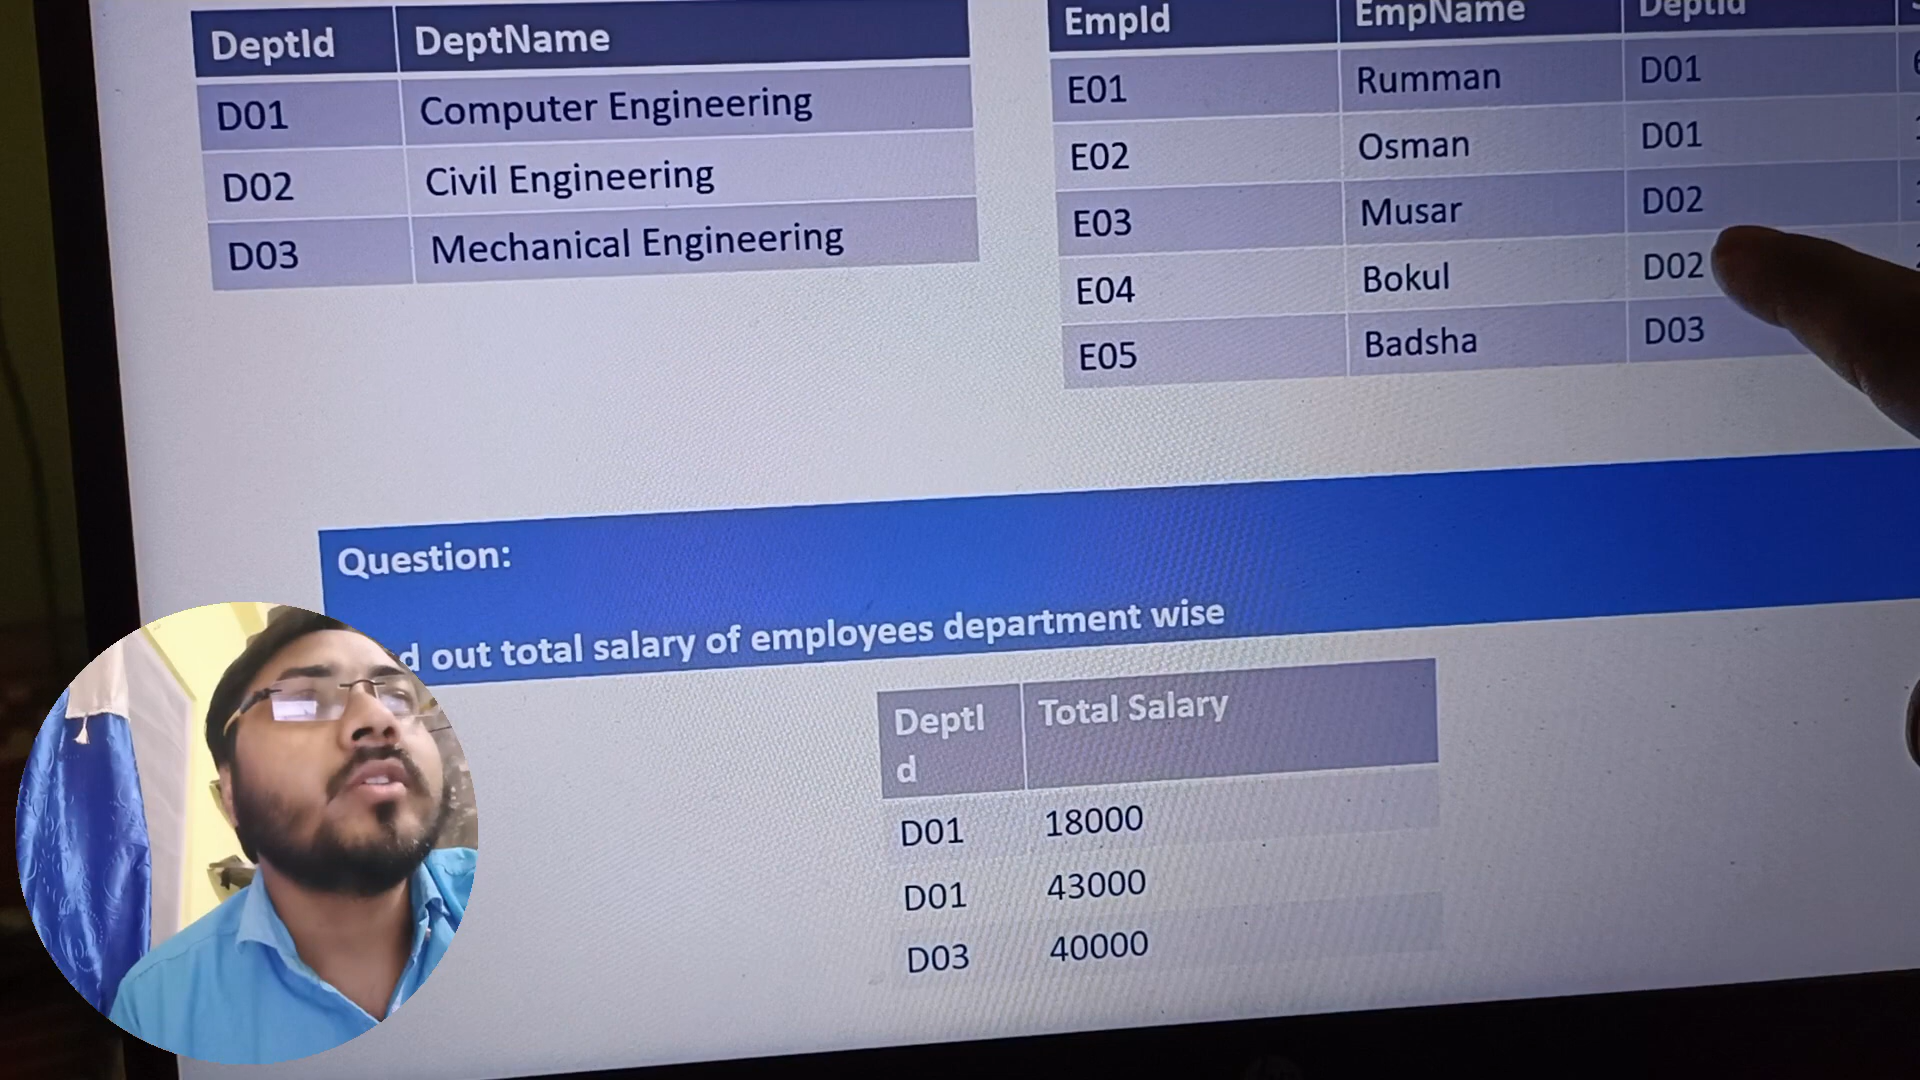 DeptId DeptName
D01 Computer Engineering
D02 Civil Engineering
D03 Mechanical Engineering
EmpId EmpName DeptId
E01 Rumman D01
E02 Osman D01
E03 Musar D02
E04 Bokul D02
E05 Badsha D03
Question:
d out total salary of employees department wise
DeptI Total Salary
d
D01 18000
D01 43000
D03 40000